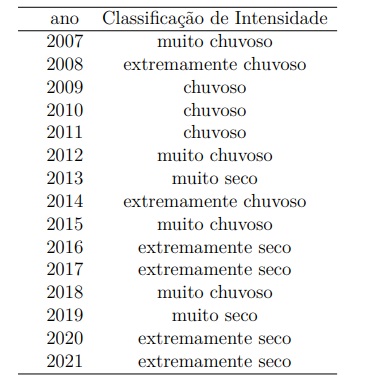 ano Classificação de Intensidade
2007 muito chuvoso
2008 extremamente chuvoso
2009 chuvoso
2010 chuvoso
2011 chuvoso
2012 muito chuvoso
2013 muito seco
2014 extremamente chuvoso
2015 muito chuvoso
2016 extremamente seco
2017 extremamente seco
2018 muito chuvoso
2019 muito seco
2020 extremamente seco
2021 extremamente seco